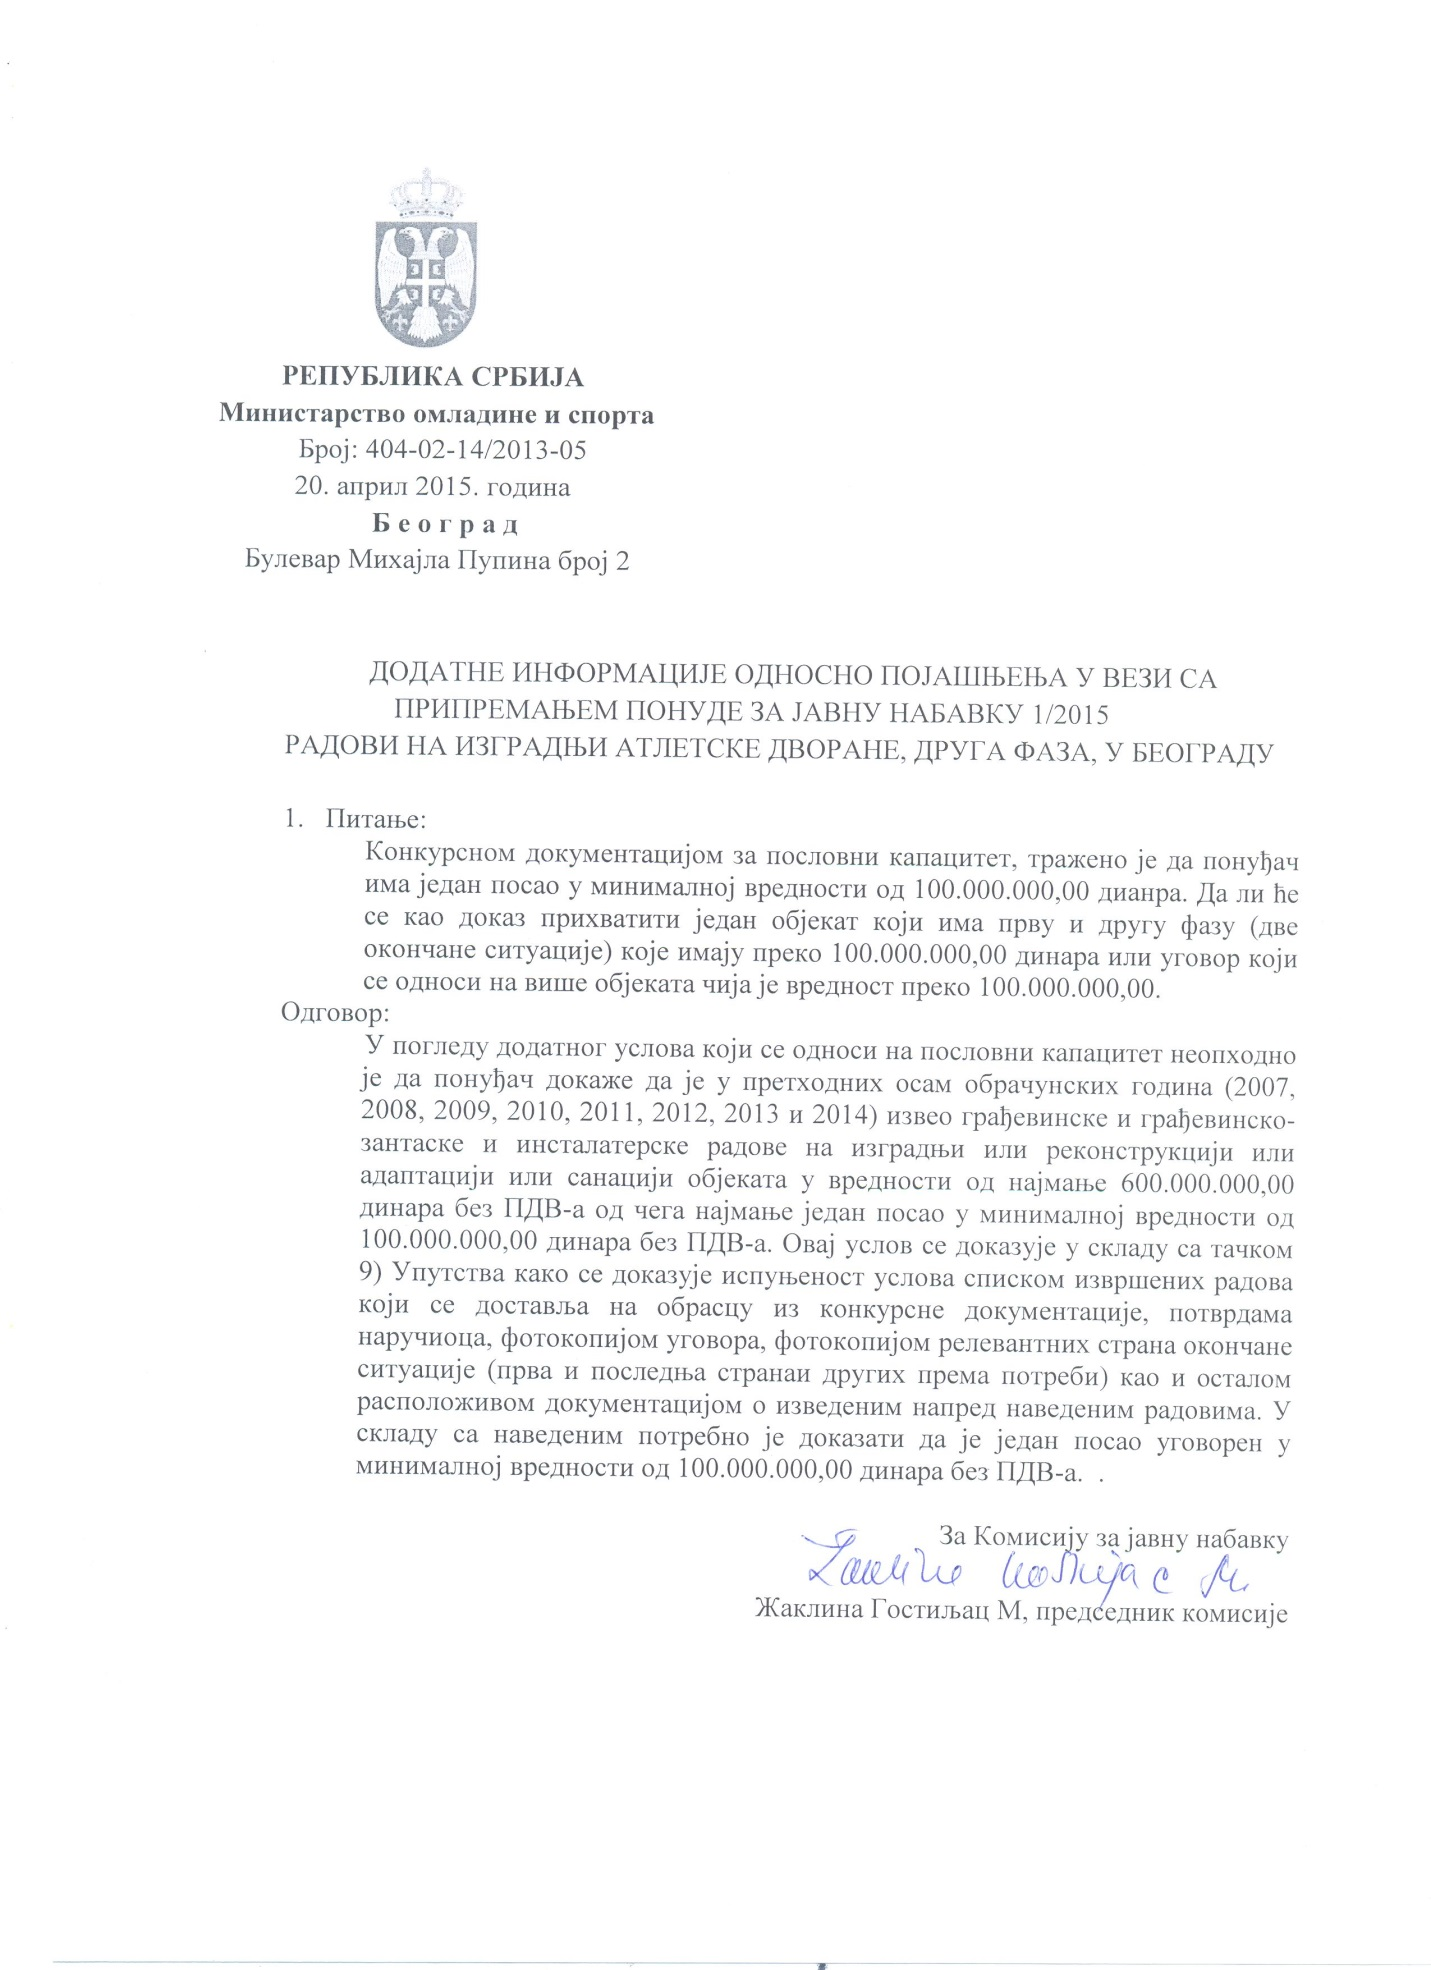 РЕПУБЛИКА СРБИЈА
Министарство омладине и спорта
Број: 404-02-14/2013-05
20. април 2015. година
Б е о г р а д
Булевар Михајла Пупина број 2
ДОДАТНЕ ИНФОРМАЦИЈЕ ОДНОСНО ПОЈАШЊЕЊА У ВЕЗИ СА
ПРИПРЕМАЊЕМ ПОНУДЕ ЗА ЈАВНУ НАБАВКУ 1/2015
РАДОВИ НА ИЗГРАДЊИ АТЛЕТСКЕ ДВОРАНЕ, ДРУГА ФАЗА, У БЕОГРАДУ
1. Питање:
Конкурсном документацијом за пословни капацитет, тражено је да понуђач
има један посао у минималној вредности од 100.000.000,00 дианра. Да ли ће
се као доказ прихватити један објекат који има прву и другу фазу (две
окончане ситуације) које имају преко 100.000.000,00 динара или уговор који
се односи на више објеката чија је вредност преко 100.000.000,00.
Одговор:
У погледу додатног услова који се односи на пословни капацитет неопходно
је да понуђач докаже да је у претходних осам обрачунских година (2007,
2008, 2009, 2010, 2011, 2012, 2013 и 2014) извео грађевинске и грађевинско-
зантаске и инсталатерске радове на изградњи или реконструкцији или
адаптацији или санацији објеката у вредности од најмање 600.000.000,00
динара без ПДВ-а од чега најмање један посао у минималној вредности од
100.000.000,00 динара без ПДВ-а. Овај услов се доказује у складу са тачком
9) Упутства како се доказује испуњеност услова списком извршених радова
који се доставља на обрасцу из конкурсне документације, потврдама
наручиоца, фотокопијом уговора, фотокопијом релевантних страна окончане
ситуације (прва и последња странаи других према потреби) као и осталом
расположивом документацијом о изведеним напред наведеним радовима. У
складу са наведеним потребно је доказати да је један посао уговорен у
минималној вредности од 100.000.000,00 динара без ПДВ-а. .
За Комисију за јавну набавку
Жаклина Гостиљац М, председник комисије